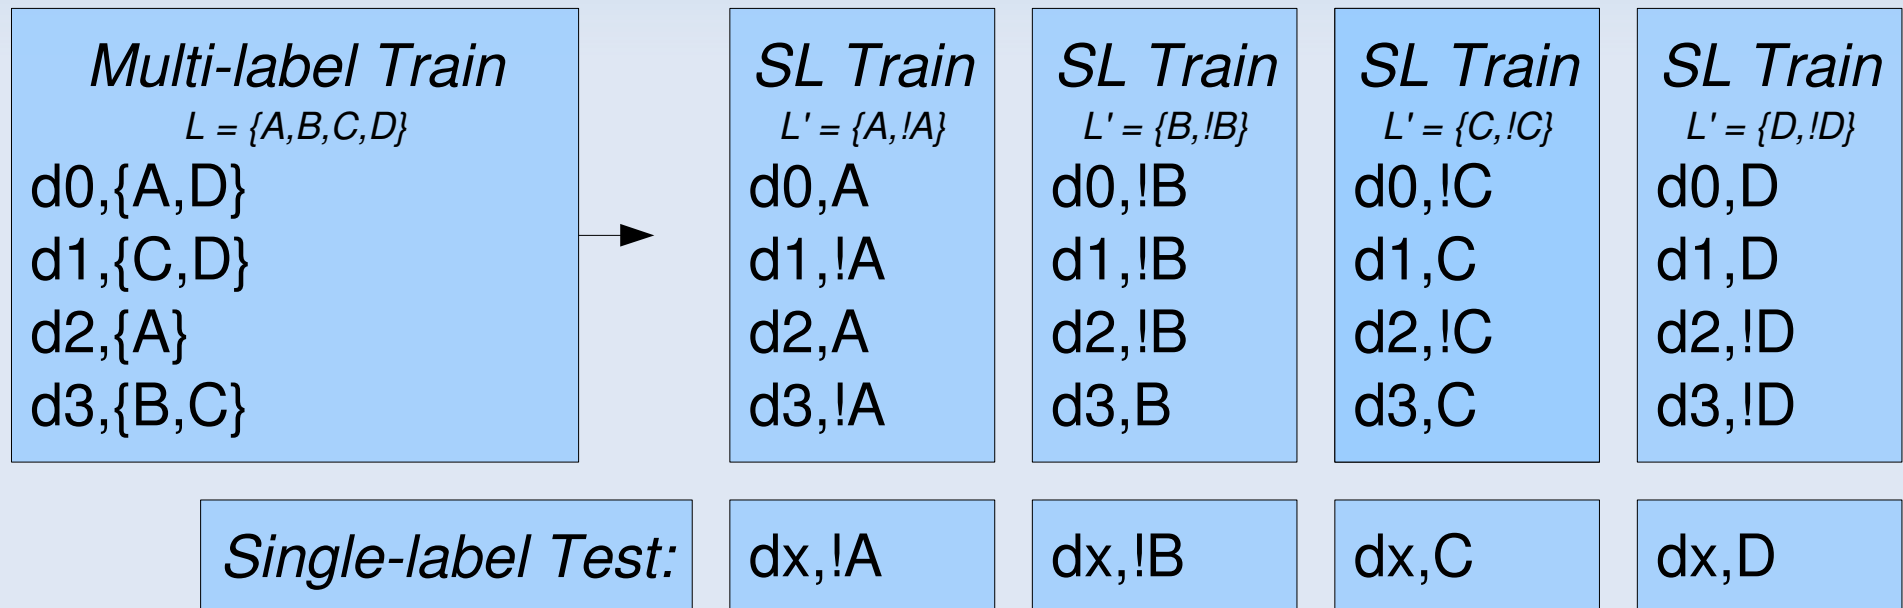 Multi-label Train
L = {A,B,C,D}
d0,{A,D}
d1,{C,D}
d2,{A}
d3,{B,C}
SL Train
L' = {A,!A}
d0,A
d1,!A
d2,A
d3,!A
SL Train
L' = {B,!B}
d0,!B
d1,!B
d2,!B
d3,B
SL Train
L' = {C,!C}
d0,!C
d1,C
d2,!C
d3,C
SL Train
L' = {D,!D}
d0,D
d1,D
d2,!D
d3,!D
Single-label Test:
dx,!A
dx,!B
dx,C
dx,D